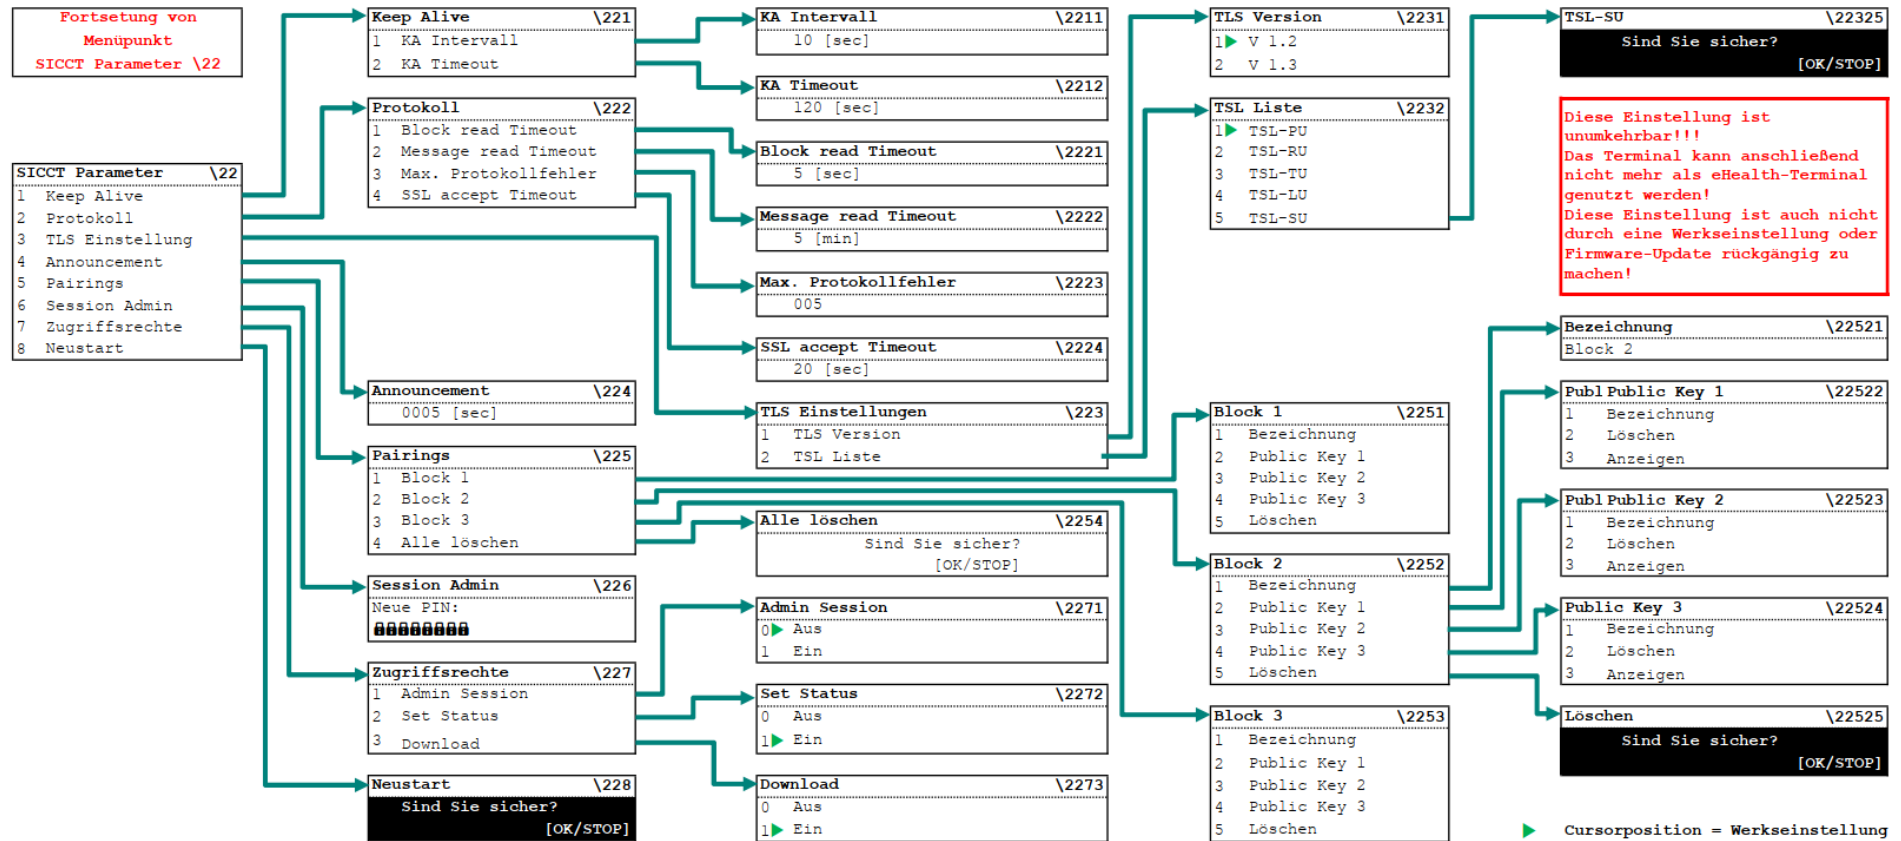 Fortsetung von
Menüpunkt
SICCT Parameter \22
SICCT Parameter \22
1 Keep Alive
2 Protokoll
3 TLS Einstellung
4 Announcement
5 Pairings
6 Session Admin
7 Zugriffsrechte
8 Neustart
Keep Alive \221
1 KA Intervall
2 KA Timeout
Protokoll \222
1 Block read Timeout
2 Message read Timeout
3 Max. Protokollfehler
4 SSL accept Timeout
Announcement \224
0005 [sec]
Pairings \225
1 Block 1
2 Block 2
3 Block 3
4 Alle löschen
Session Admin \226
Neue PIN:
Zugriffsrechte \227
1 Admin Session
2 Set Status
3 Download
Neustart \228
Sind Sie sicher?
[OK/STOP]
KA Intervall \2211
10 [sec]
KA Timeout \2212
120 [sec]
Block read Timeout \2221
5 [sec]
Message read Timeout \2222
5 [min]
Max. Protokollfehler \2223
005
SSL accept Timeout \2224
20 [sec]
TLS Einstellungen \223
1 TLS Version
2 TSL Liste
Alle löschen \2254
Sind Sie sicher?
[OK/STOP]
Admin Session \2271
0 Aus
1 Ein
Set Status \2272
0 Aus
1 Ein
Download \2273
0 Aus
1 Ein
TLS Version \2231
1 V 1.2
2 V 1.3
TSL Liste \2232
1 TSL-PU
2 TSL-RU
3 TSL-TU
4 TSL-LU
5 TSL-SU
Block 1 \2251
1 Bezeichnung
2 Public Key 1
3 Public Key 2
4 Public Key 3
5 Löschen
Block 2 \2252
1 Bezeichnung
2 Public Key 1
3 Public Key 2
4 Public Key 3
5 Löschen
Block 3 \2253
1 Bezeichnung
2 Public Key 1
3 Public Key 2
4 Public Key 3
5 Löschen
TSL-SU \22325
Sind Sie sicher?
[OK/STOP]
Diese Einstellung ist
unumkehrbar!!!
Das Terminal kann anschließend
nicht mehr als eHealth-Terminal
genutzt werden!
Diese Einstellung ist auch nicht
durch eine Werkseinstellung oder
Firmware-Update rückgängig zu
machen!
Bezeichnung \22521
Block 2
Publ Public Key 1 \22522
1 Bezeichnung
2 Löschen
3 Anzeigen
Publ Public Key 2 \22523
1 Bezeichnung
2 Löschen
3 Anzeigen
Public Key 3 \22524
1 Bezeichnung
2 Löschen
3 Anzeigen
Löschen \22525
Sind Sie sicher?
[OK/STOP]
Cursorposition = Werkseinstellung